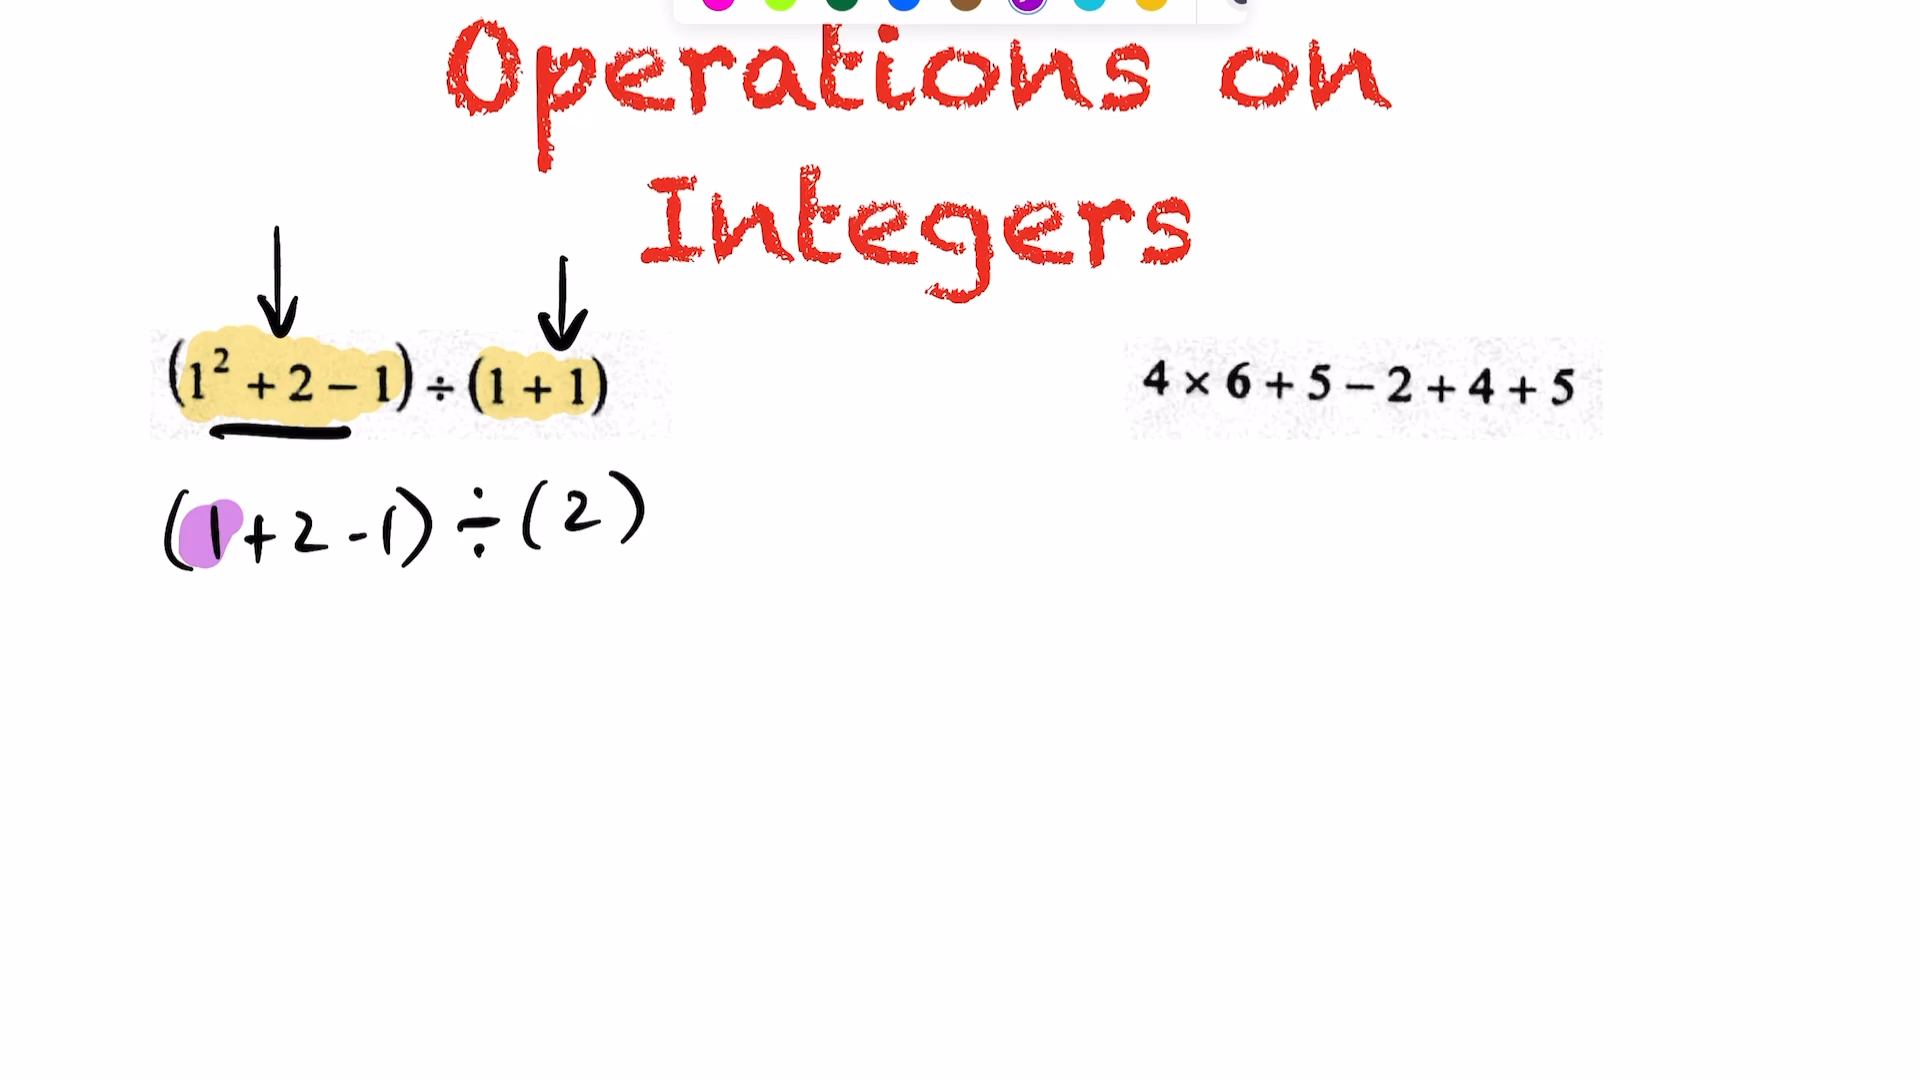 Operations on
Integers
(1² + 2 − 1) ÷ (1 + 1)
4 × 6 + 5 − 2 + 4 + 5
(1+2-1) ÷ (2)